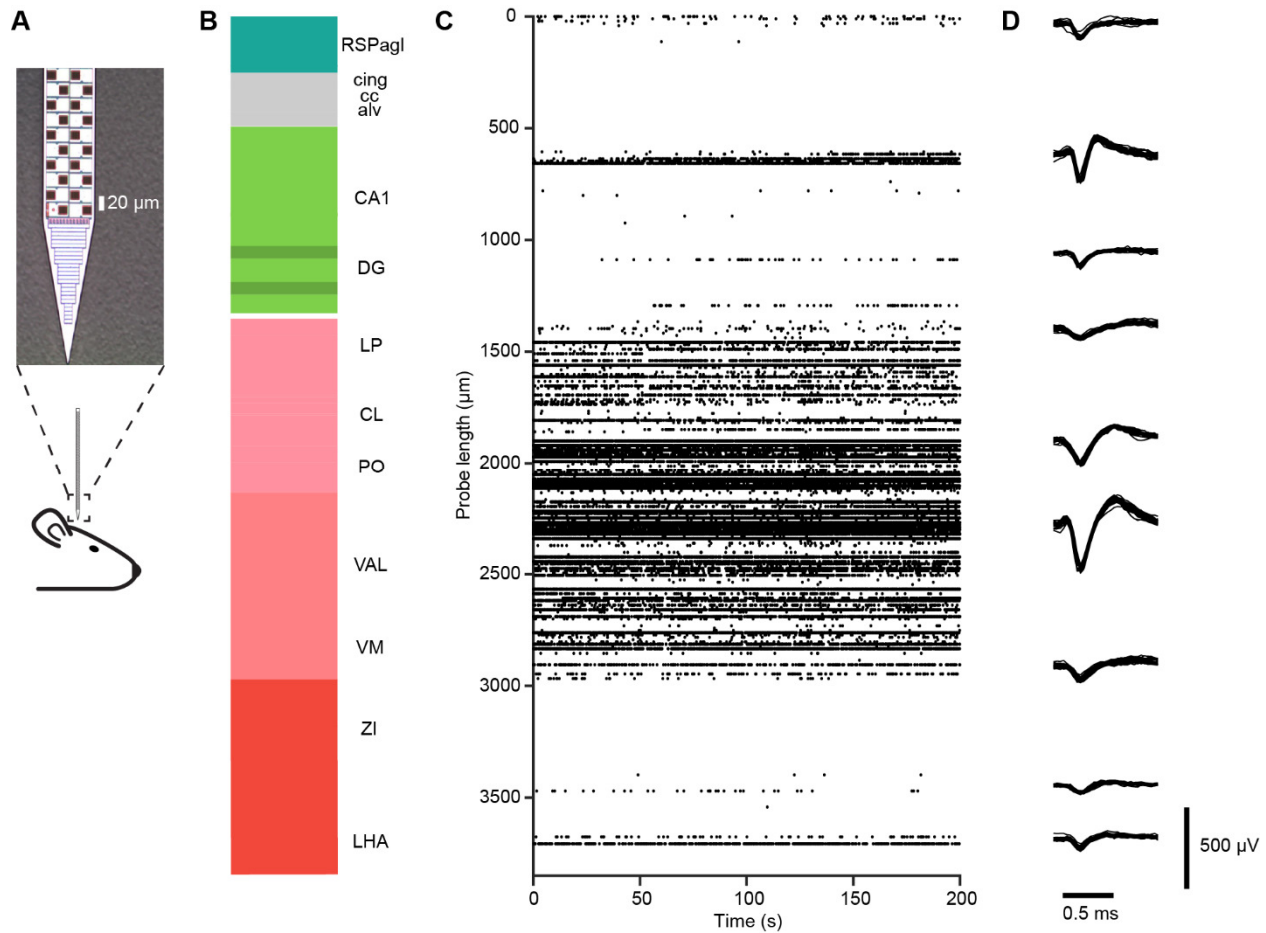 A
B
C
D
20 µm
RSPagl
cing
cc
alv
CA1
DG
LP
CL
PO
VAL
VM
ZI
LHA
Probe length (µm)
0
500
1000
1500
2000
2500
3000
3500
0
50
100
150
200
Time (s)
500 µV
0.5 ms